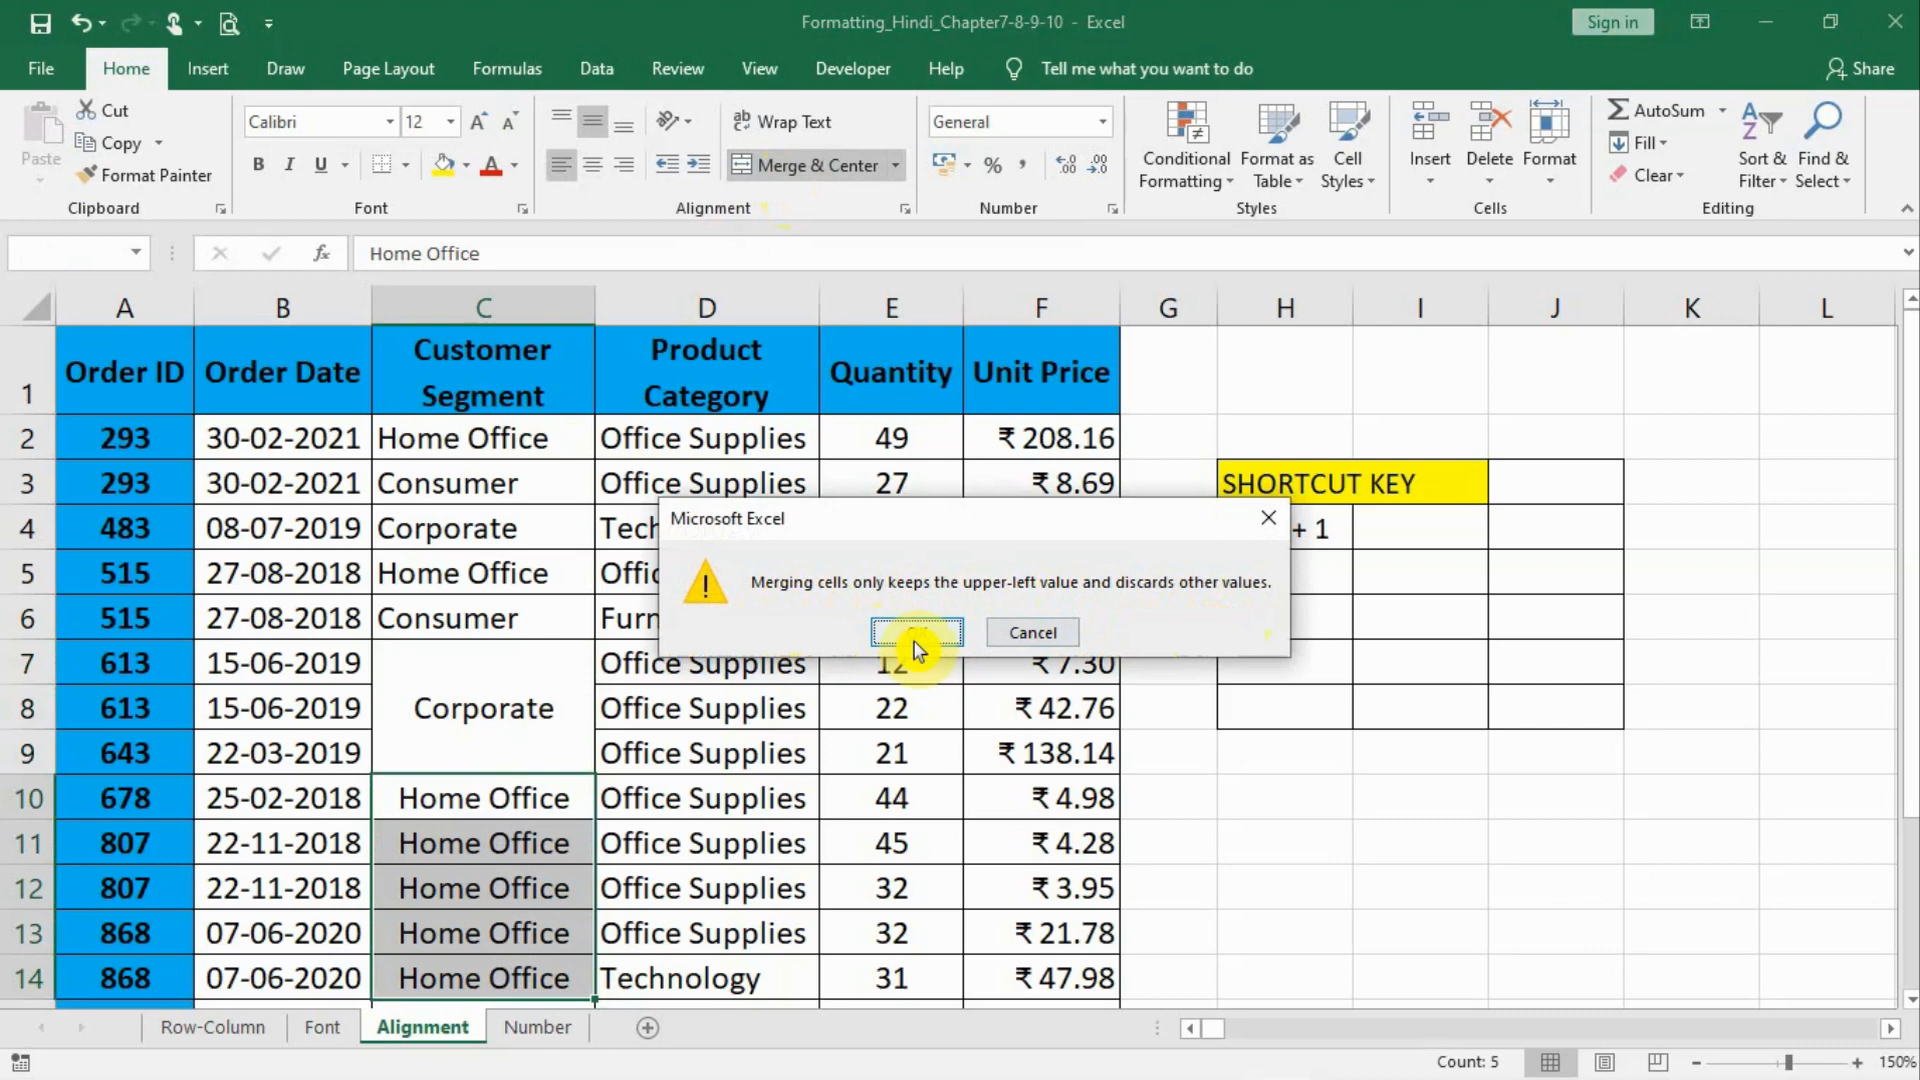 Formatting_Hindi_Chapter7-8-9-10 - Excel
Sign in
File Home Insert Draw Page Layout Formulas Data Review View Developer Help Tell me what you want to do Share
Paste
Cut
Copy
Format Painter
Clipboard
Calibri 12
B I U A
Font
ab Wrap Text
Merge & Center
Alignment
General
% ,
Number
Conditional Formatting
Format as Table
Cell Styles
Styles
Insert Delete Format
Cells
AutoSum
Fill
Clear
Sort & Filter
Find & Select
Editing
fx Home Office
A B C D E F G H I J K L
1 Order ID Order Date Customer Segment Product Category Quantity Unit Price
2 293 30-02-2021 Home Office Office Supplies 49 ₹ 208.16
3 293 30-02-2021 Consumer Office Supplies 27 ₹ 8.69 SHORTCUT KEY
4 483 08-07-2019 Corporate Tech + 1
5 515 27-08-2018 Home Office Offic
6 515 27-08-2018 Consumer Furn
7 613 15-06-2019 Office Supplies 12 ₹ 7.30
8 613 15-06-2019 Corporate Office Supplies 22 ₹ 42.76
9 643 22-03-2019 Office Supplies 21 ₹ 138.14
10 678 25-02-2018 Home Office Office Supplies 44 ₹ 4.98
11 807 22-11-2018 Home Office Office Supplies 45 ₹ 4.28
12 807 22-11-2018 Home Office Office Supplies 32 ₹ 3.95
13 868 07-06-2020 Home Office Office Supplies 32 ₹ 21.78
14 868 07-06-2020 Home Office Technology 31 ₹ 47.98
Microsoft Excel
Merging cells only keeps the upper-left value and discards other values.
Cancel
Row-Column Font Alignment Number
Count: 5 150%